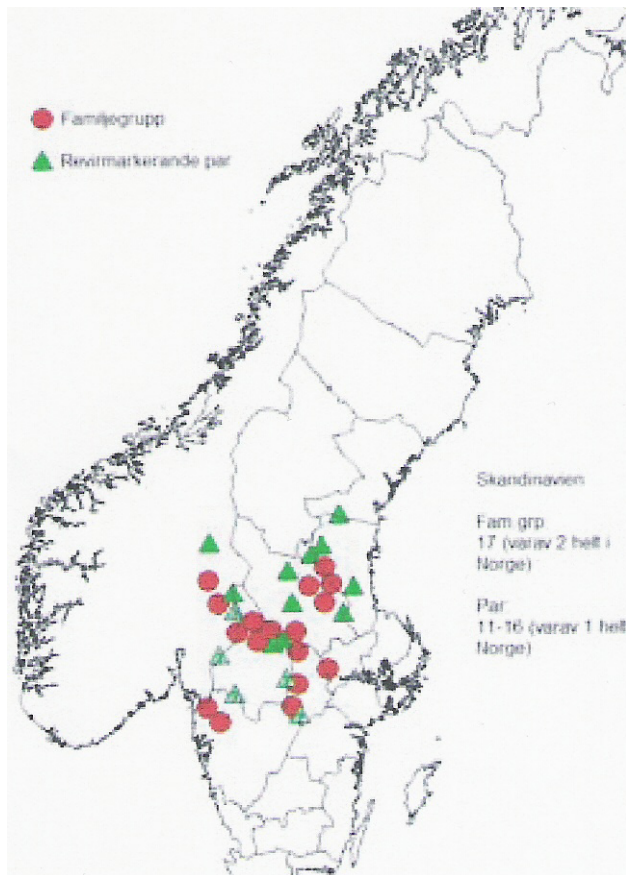 Familjegrupp
Revirmarkerande par
Skandinavien
Fam grp
17 (varav 2 helt i
Norge)
Par
11-16 (varav 1 helt
Norge)